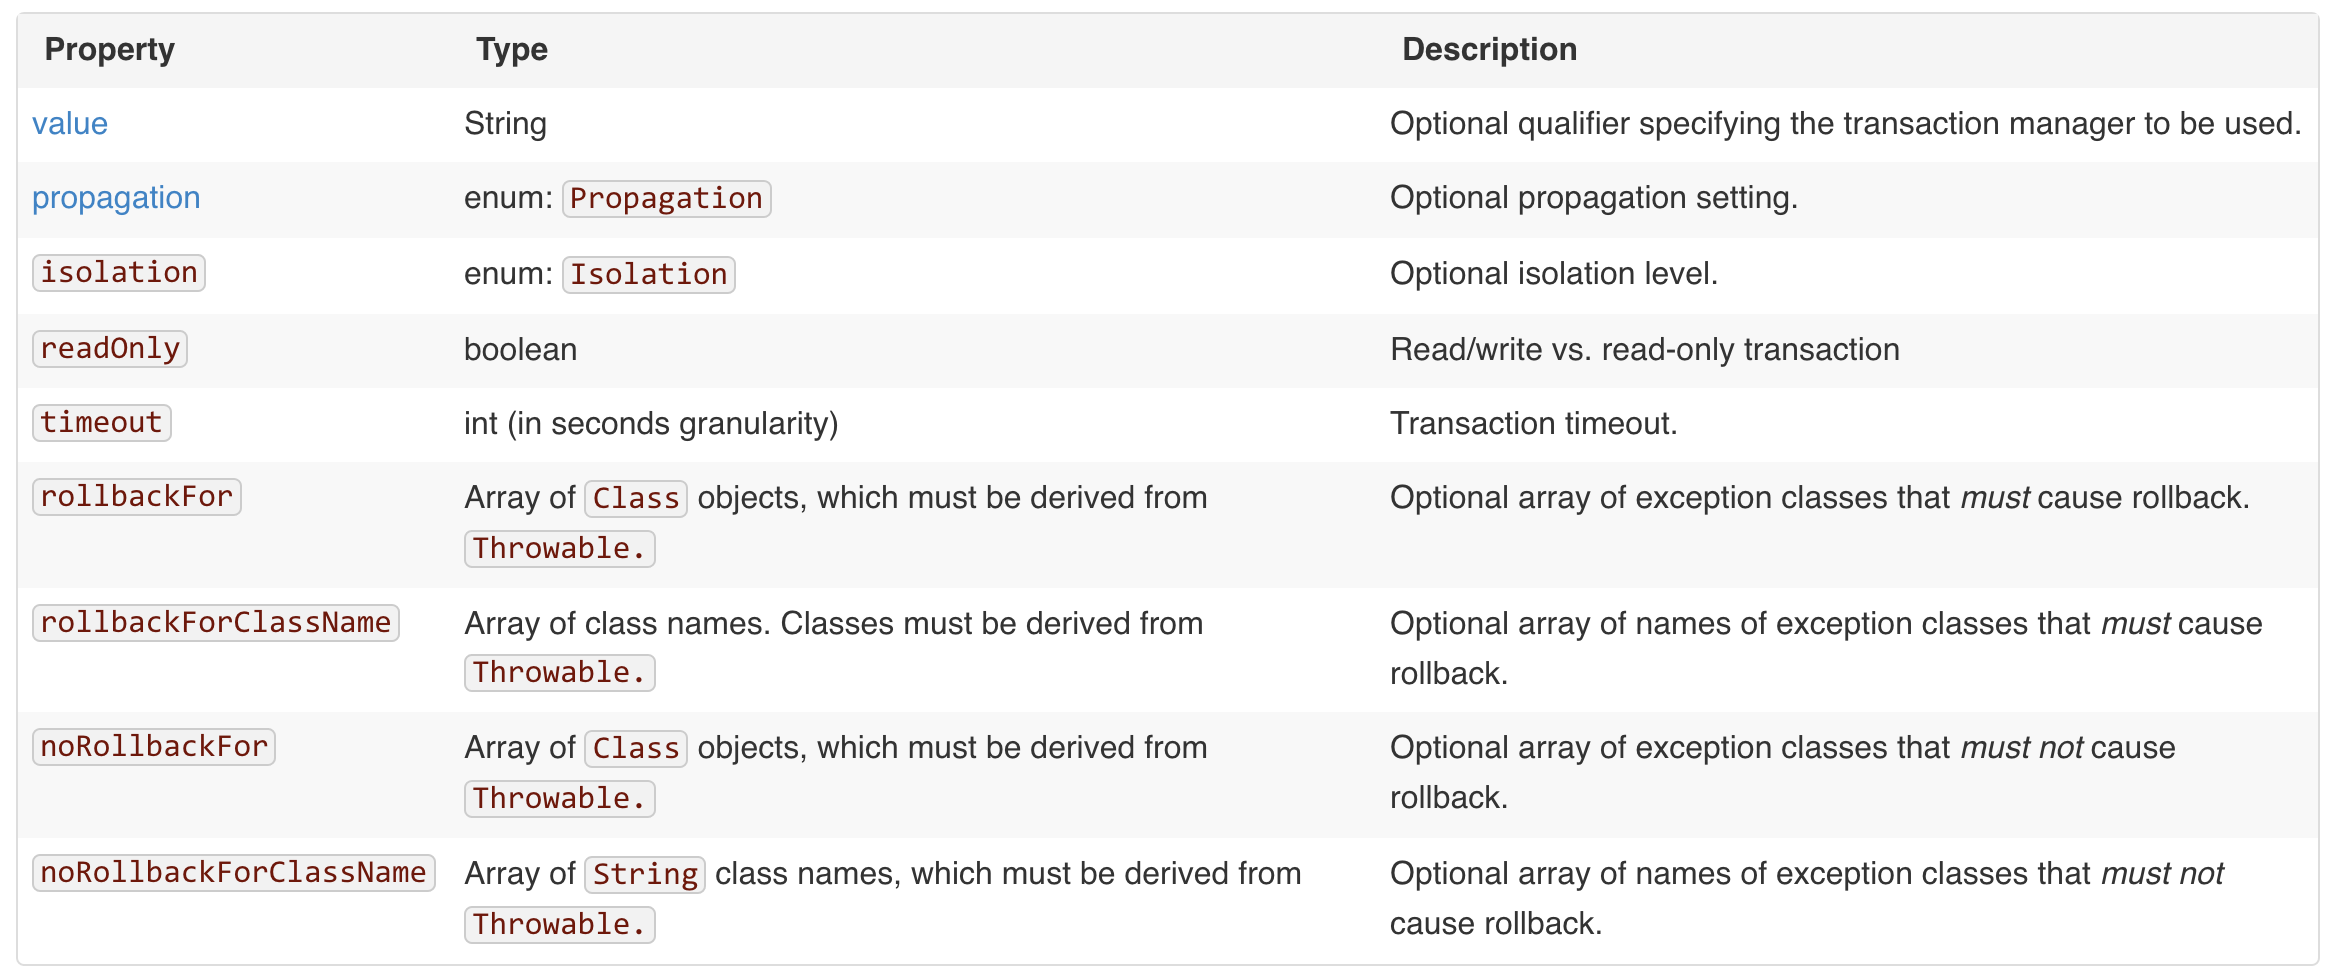 Property Type Description
value String Optional qualifier specifying the transaction manager to be used.
propagation enum: Propagation Optional propagation setting.
isolation enum: Isolation Optional isolation level.
readOnly boolean Read/write vs. read-only transaction
timeout int (in seconds granularity) Transaction timeout.
rollbackFor Array of Class objects, which must be derived from Optional array of exception classes that must cause rollback.
Throwable.
rollbackForClassName Array of class names. Classes must be derived from Optional array of names of exception classes that must cause
Throwable. rollback.
noRollbackFor Array of Class objects, which must be derived from Optional array of exception classes that must not cause
Throwable. rollback.
noRollbackForClassName Array of String class names, which must be derived from Optional array of names of exception classes that must not
Throwable. cause rollback.